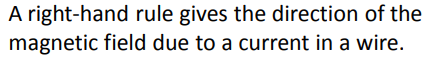 A right-hand rule gives the direction of the
magnetic field due to a current in a wire.